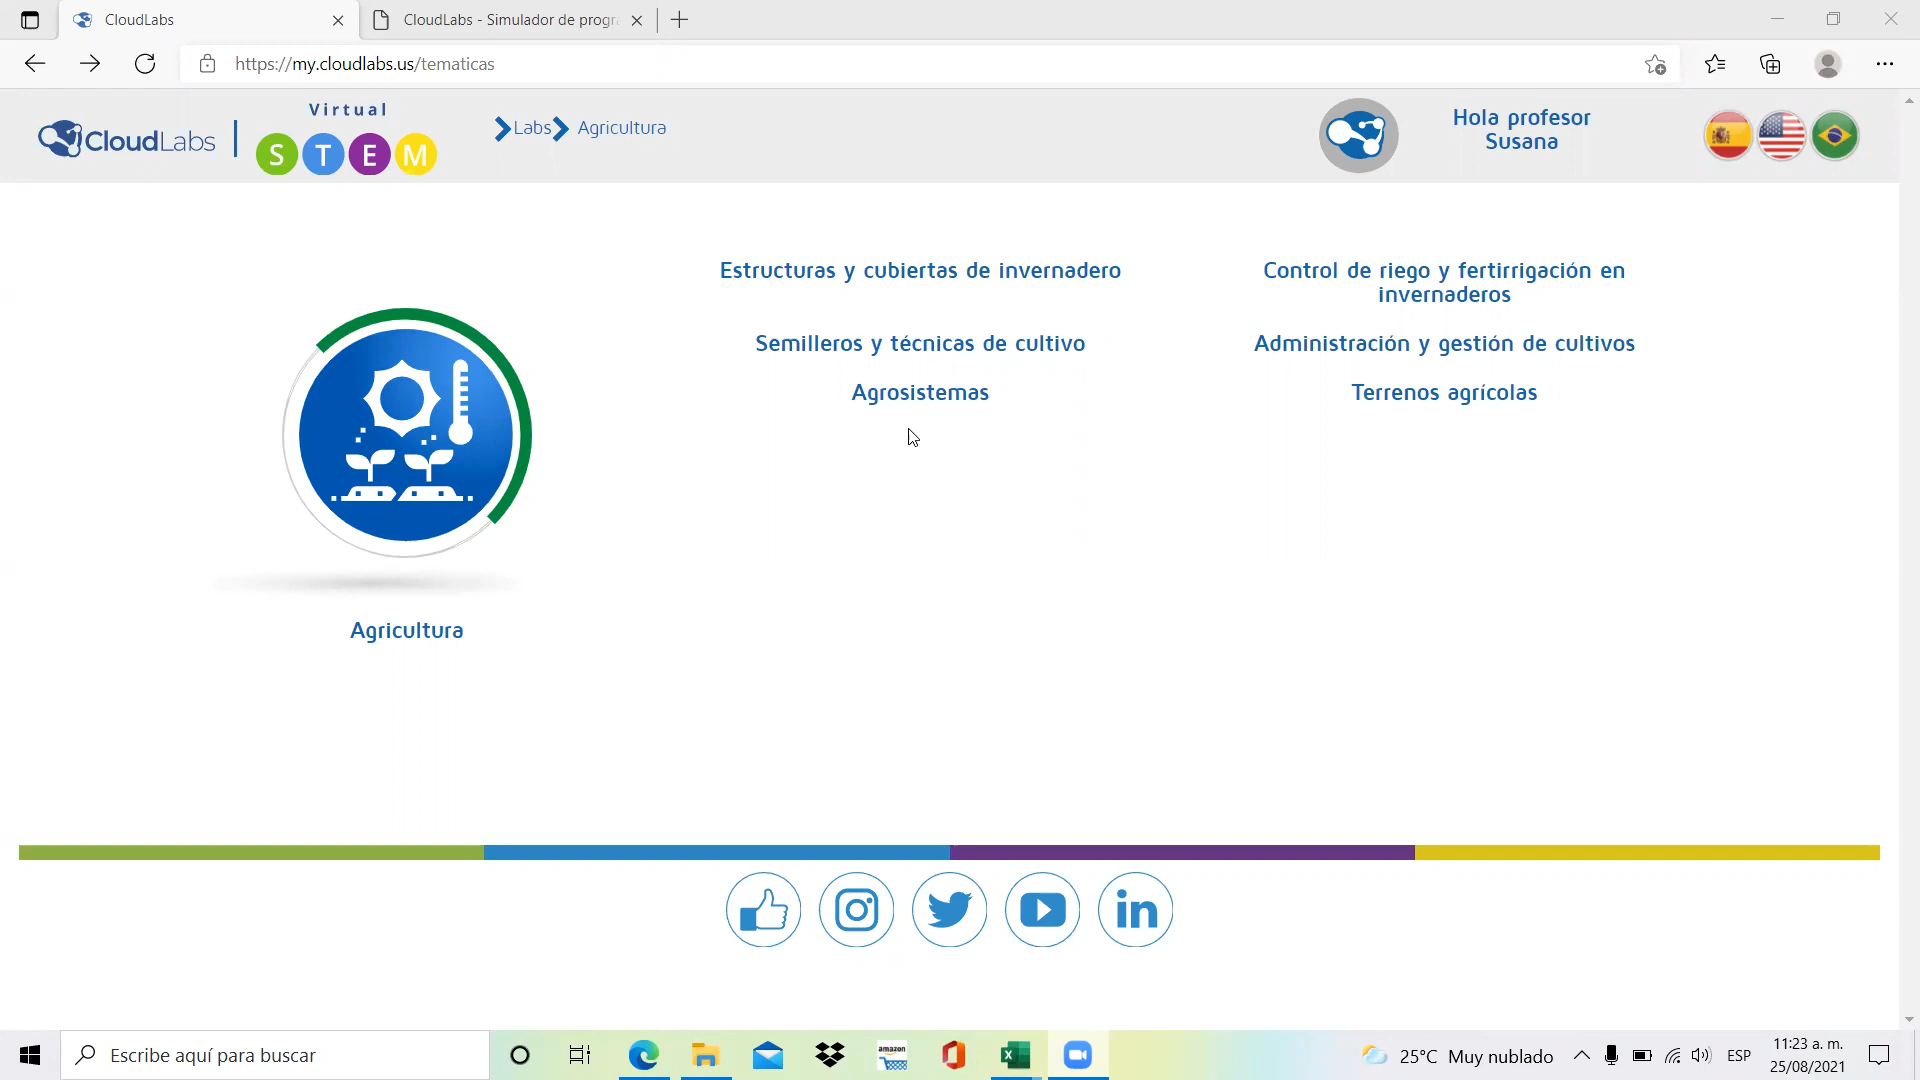 CloudLabs
CloudLabs - Simulador de progr
https://my.cloudlabs.us/tematicas
CloudLabs
Virtual
S T E M
Labs Agricultura
Hola profesor
Susana
Estructuras y cubiertas de invernadero
Control de riego y fertirrigación en
invernaderos
Semilleros y técnicas de cultivo
Administración y gestión de cultivos
Agrosistemas
Terrenos agrícolas
Agricultura
in
Escribe aquí para buscar
amazon
25°C Muy nublado
ESP
11:23 a. m.
25/08/2021